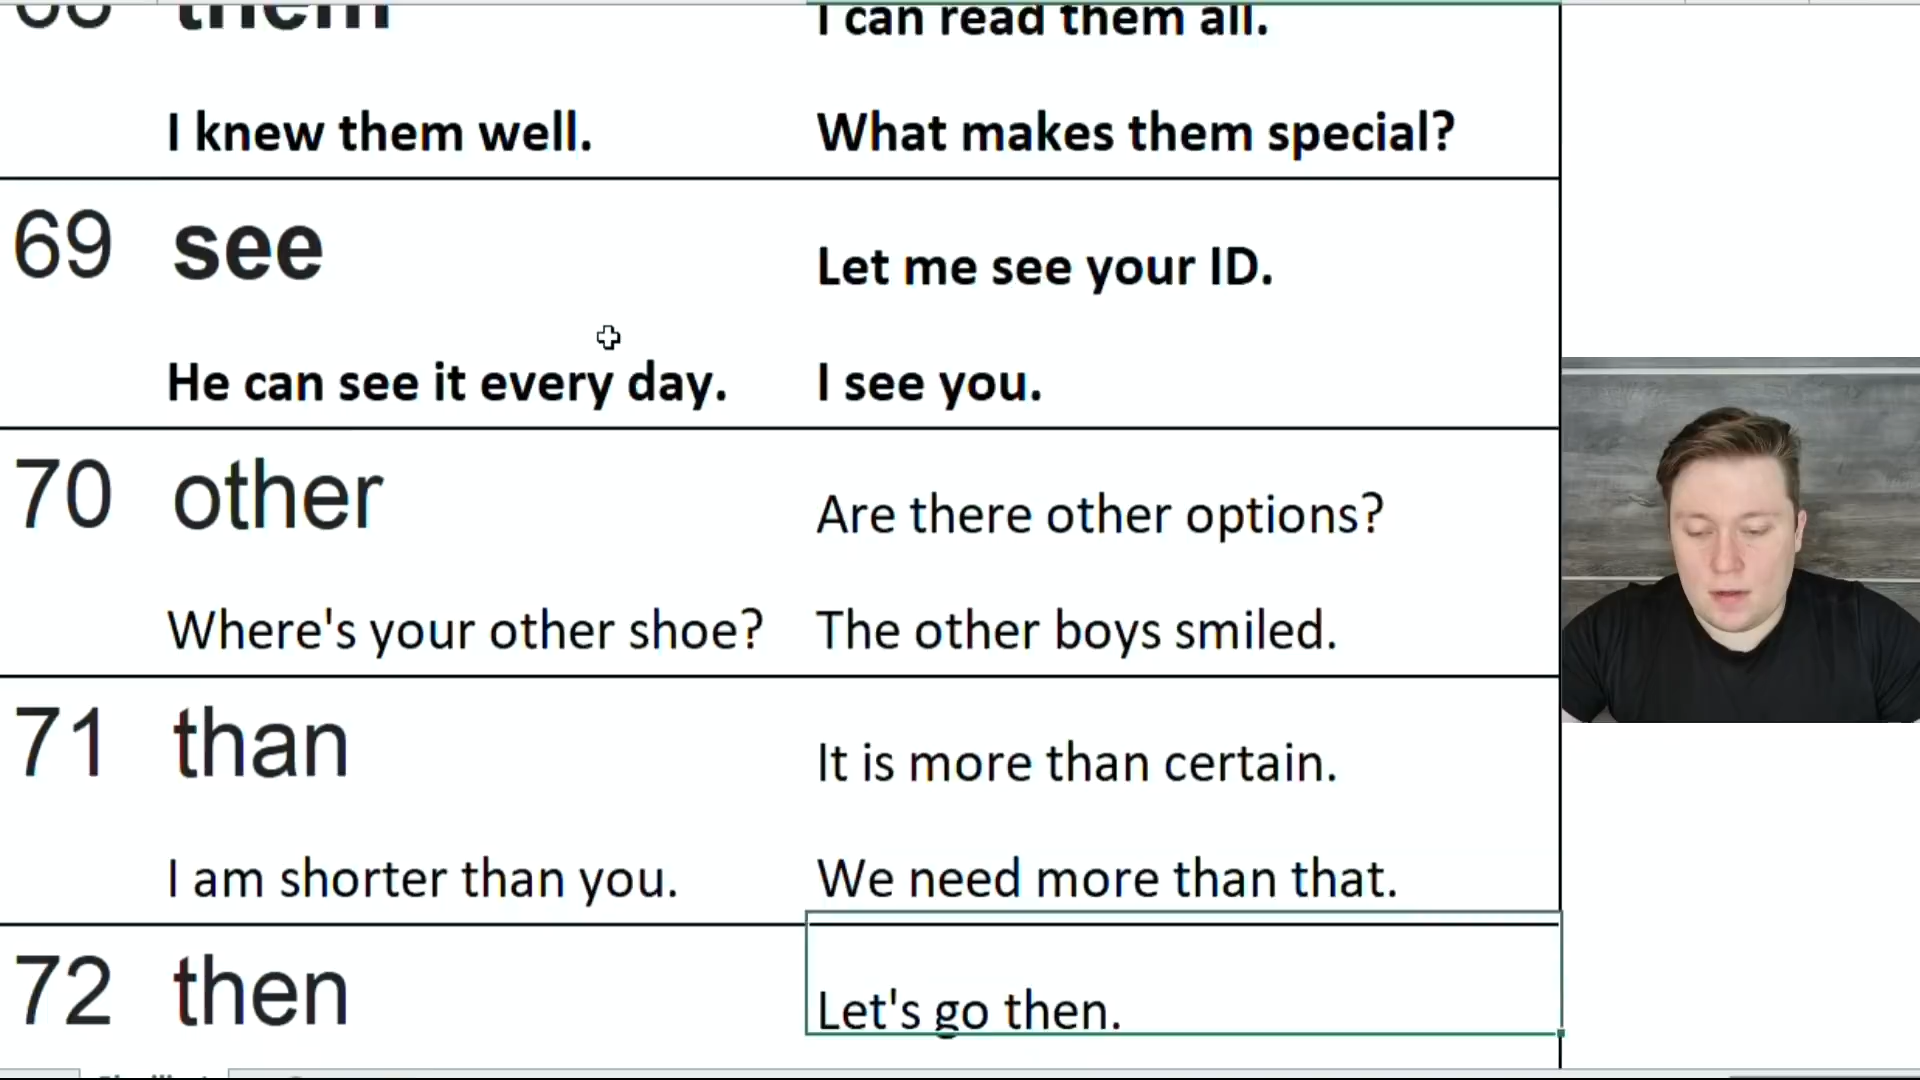 68 them I can read them all.
I knew them well. What makes them special?
69 see Let me see your ID.
He can see it every day. I see you.
70 other Are there other options?
Where's your other shoe? The other boys smiled.
71 than It is more than certain.
I am shorter than you. We need more than that.
72 then Let's go then.